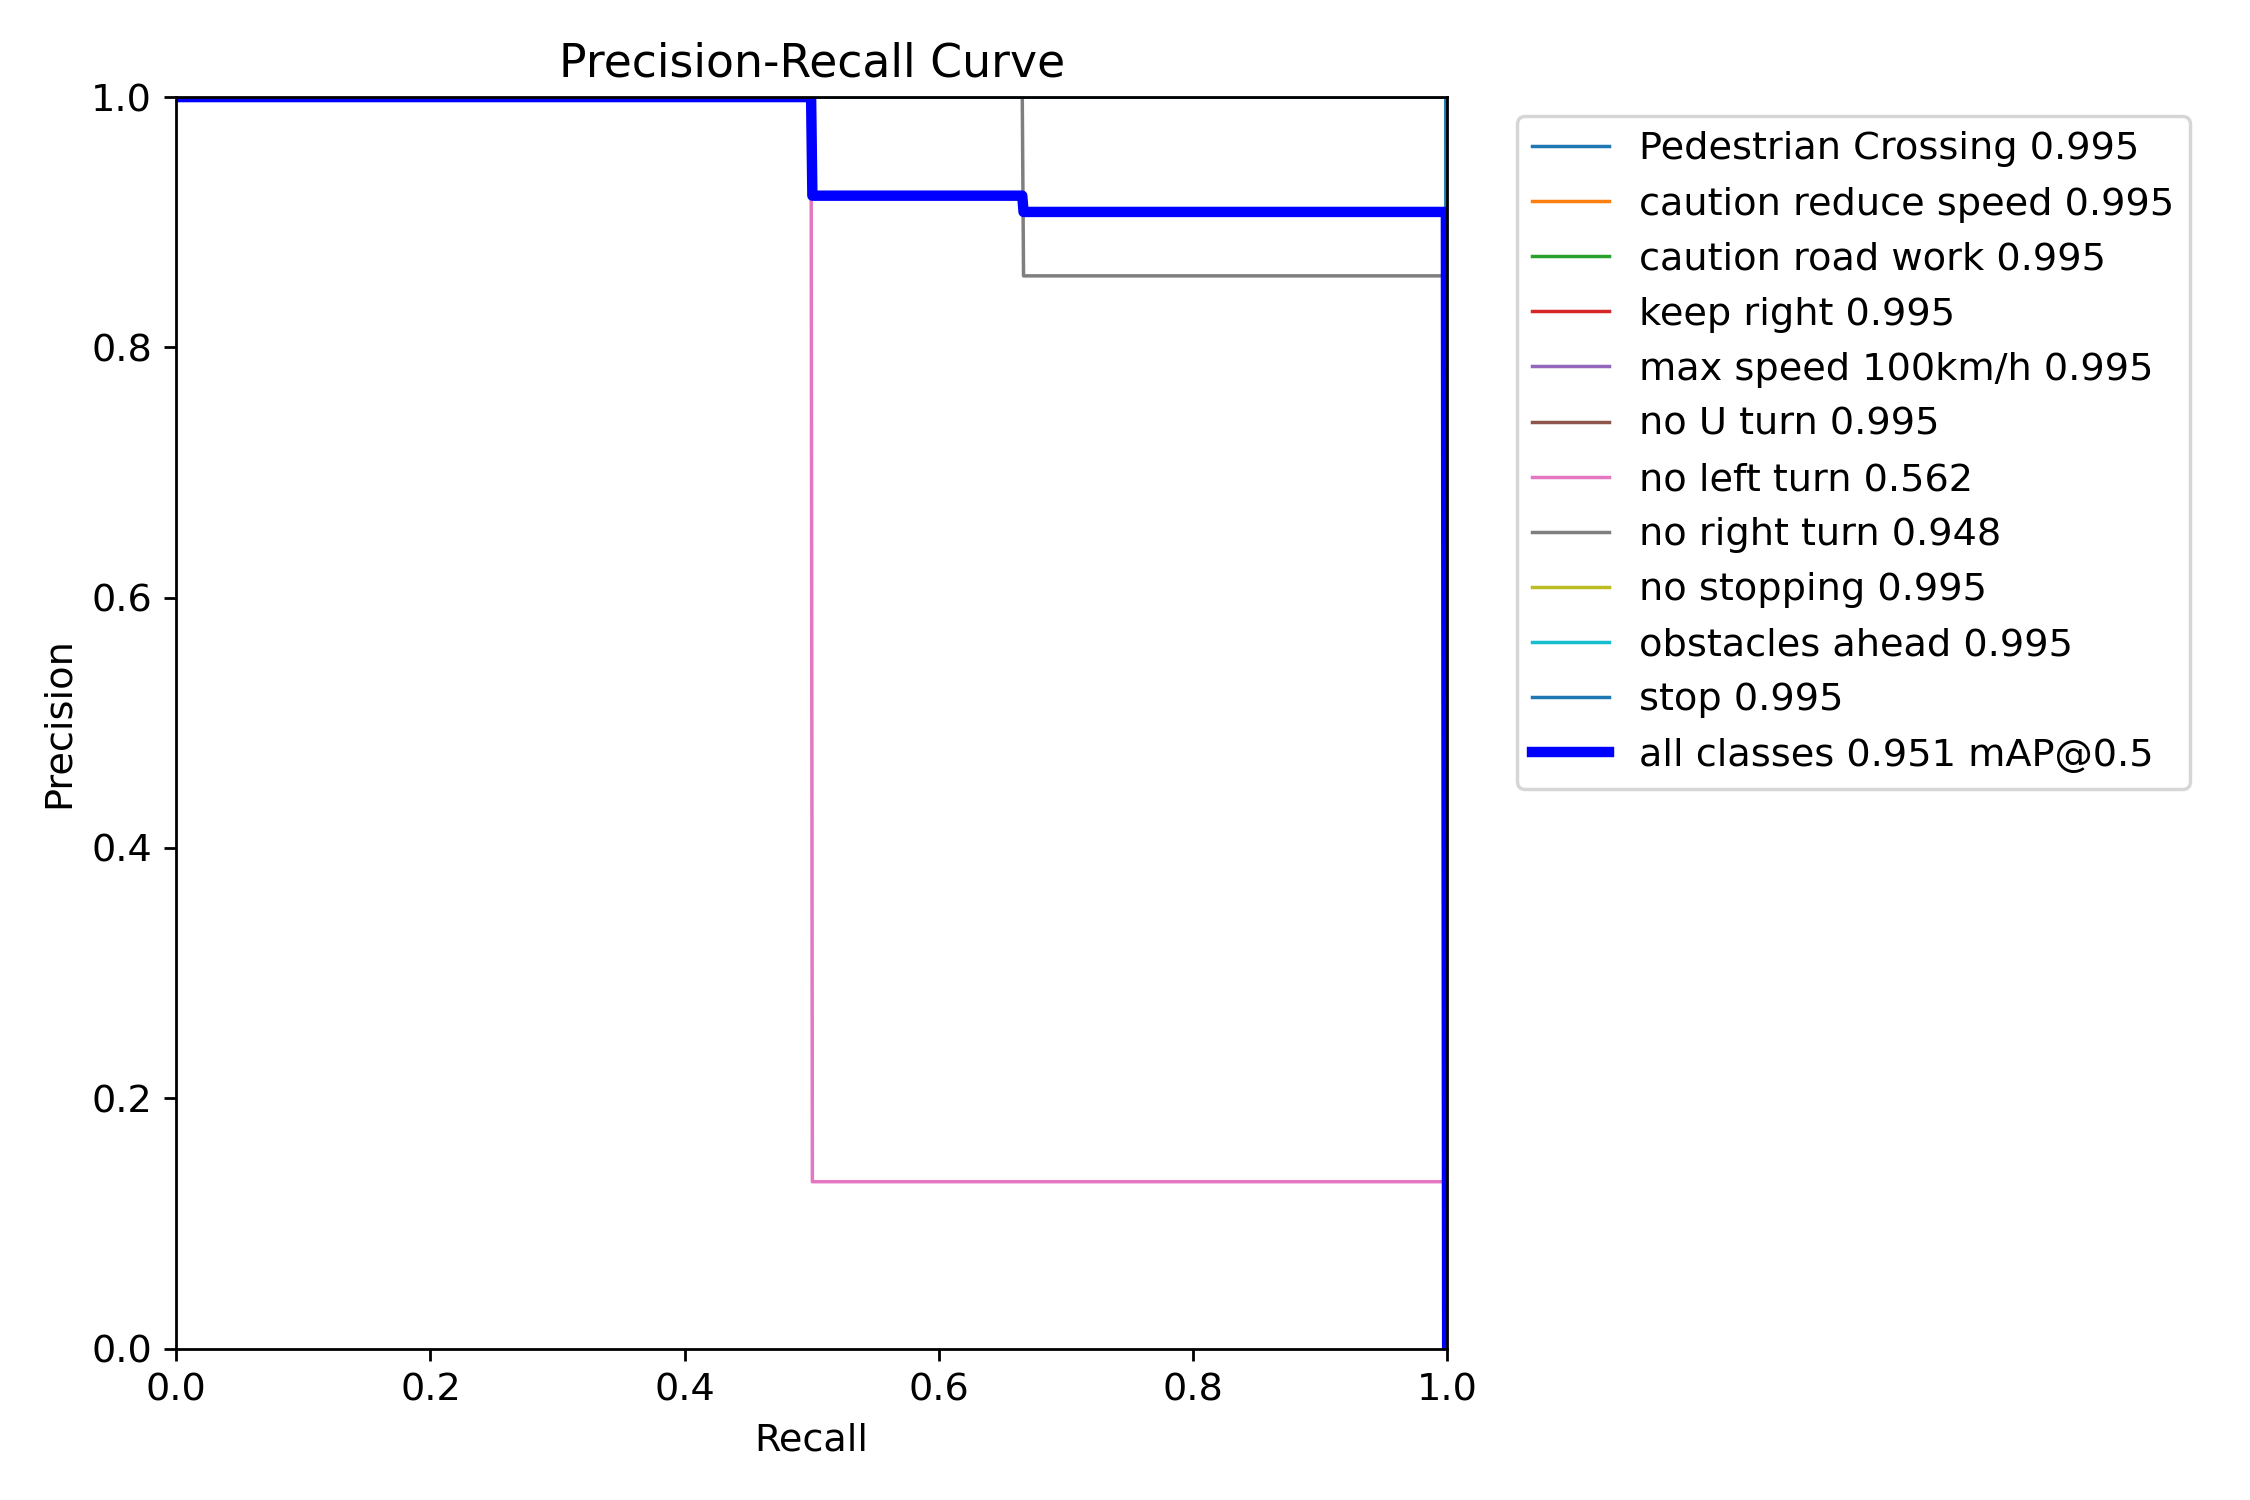 Precision-Recall Curve
1.0
0.8
0.6
0.4
0.2
0.0
Precision
0.0 0.2 0.4 0.6 0.8 1.0
Recall
Pedestrian Crossing 0.995
caution reduce speed 0.995
caution road work 0.995
keep right 0.995
max speed 100km/h 0.995
no U turn 0.995
no left turn 0.562
no right turn 0.948
no stopping 0.995
obstacles ahead 0.995
stop 0.995
all classes 0.951 mAP@0.5